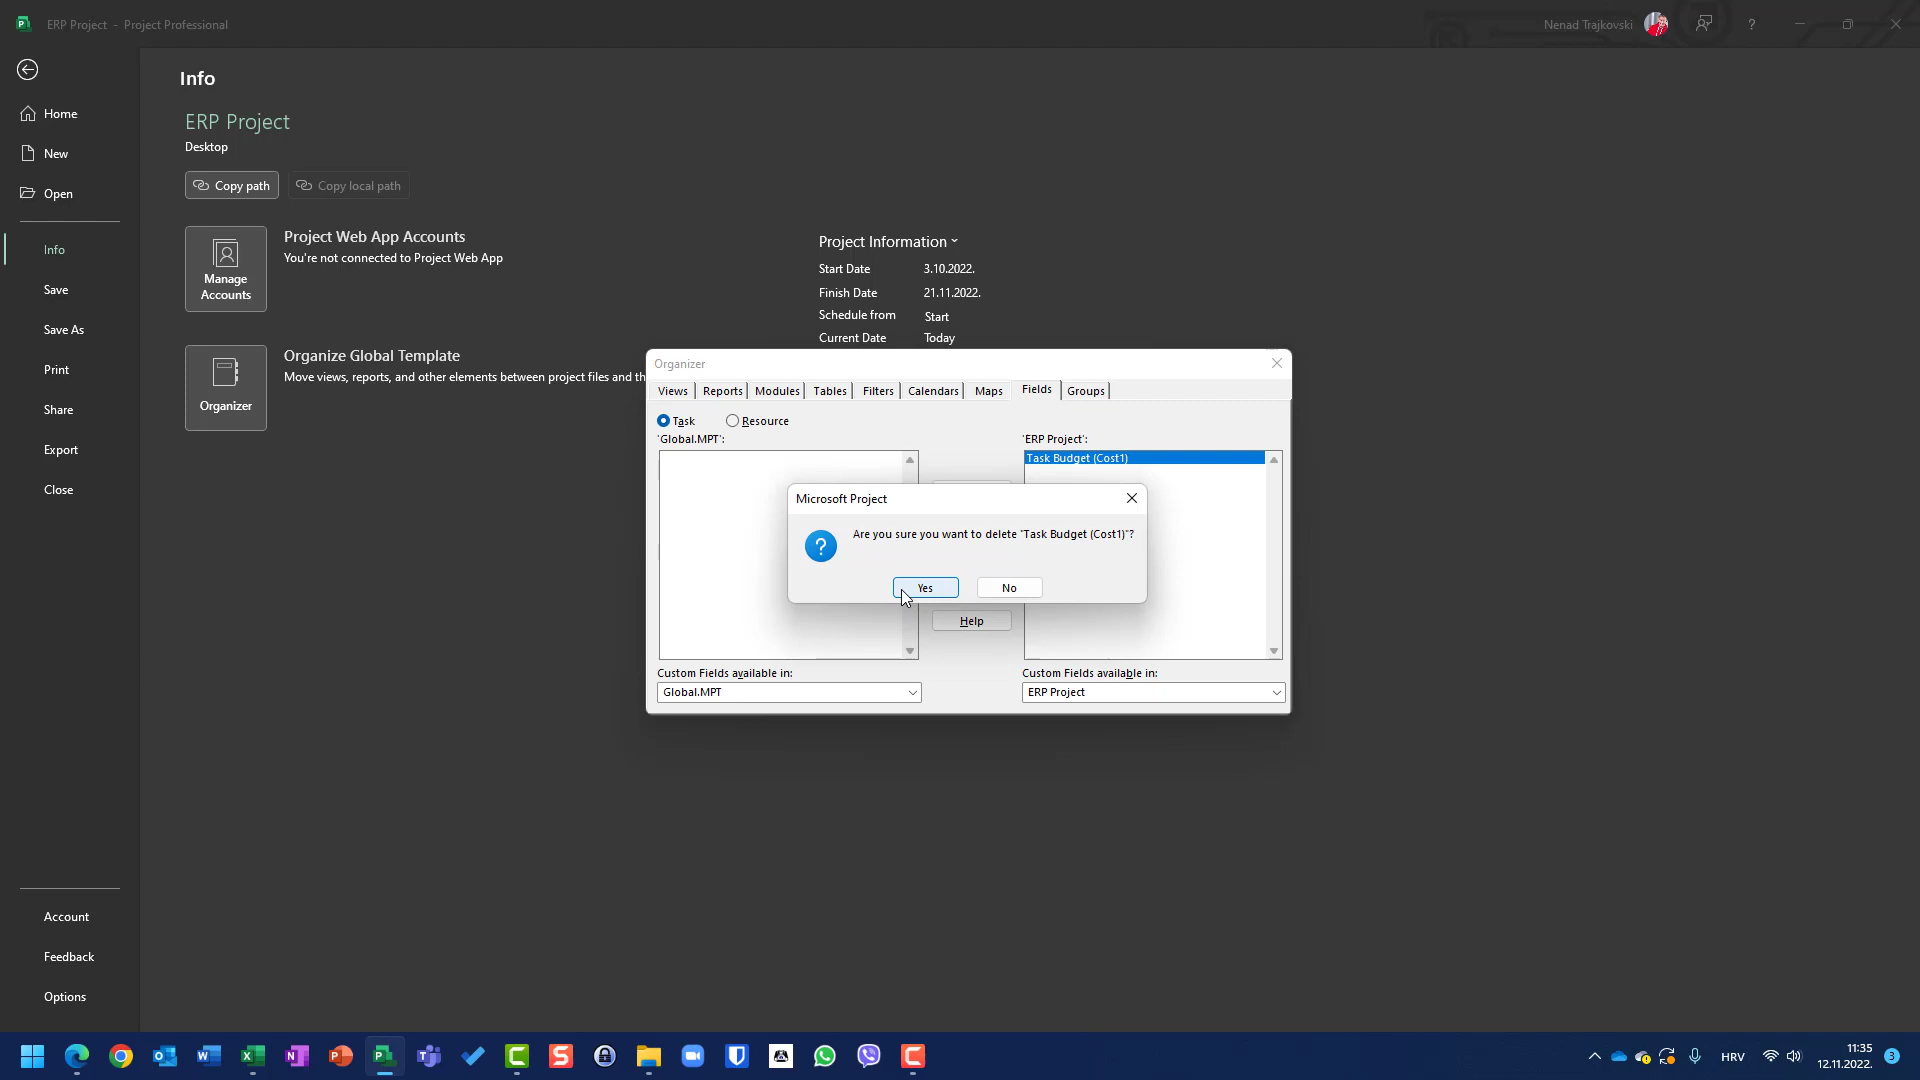 ERP Project - Project Professional
Nenad Trajkovski
?
Info
Home
New
Open
Info
Save
Save As
Print
Share
Export
Close
Account
Feedback
Options
ERP Project
Desktop
Copy path
Copy local path
Manage
Accounts
Project Web App Accounts
You're not connected to Project Web App
Organizer
Organize Global Template
Move views, reports, and other elements between project files and th
Project Information
Start Date 3.10.2022.
Finish Date 21.11.2022.
Schedule from Start
Current Date Today
Organizer
Views Reports Modules Tables Filters Calendars Maps Fields Groups
Task Resource
'Global.MPT':
'ERP Project':
Task Budget (Cost1)
Microsoft Project
Are you sure you want to delete "Task Budget (Cost1)"?
Yes No
Help
Custom Fields available in:
Global.MPT
Custom Fields available in:
ERP Project
HRV
11:35
12.11.2022.
3